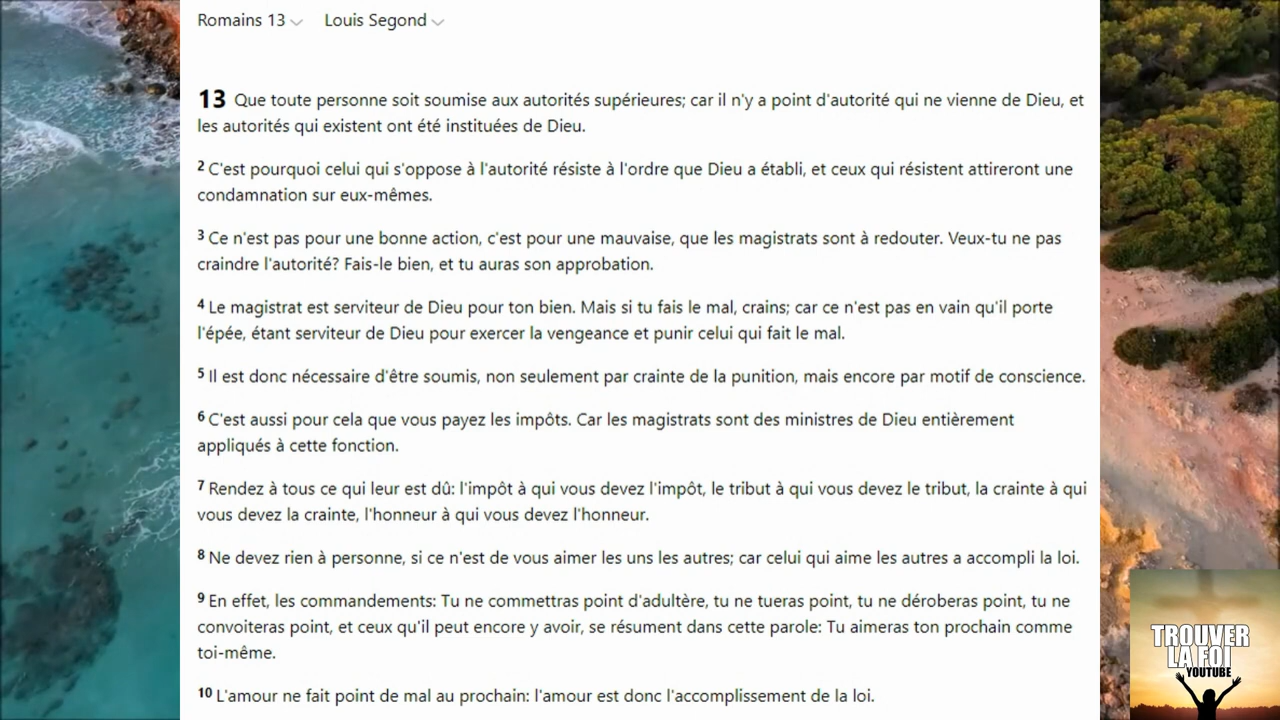 Romains 13 Louis Segond
13 Que toute personne soit soumise aux autorités supérieures; car il n'y a point d'autorité qui ne vienne de Dieu, et
les autorités qui existent ont été instituées de Dieu.
2 C'est pourquoi celui qui s'oppose à l'autorité résiste à l'ordre que Dieu a établi, et ceux qui résistent attireront une
condamnation sur eux-mêmes.
3 Ce n'est pas pour une bonne action, c'est pour une mauvaise, que les magistrats sont à redouter. Veux-tu ne pas
craindre l'autorité? Fais-le bien, et tu auras son approbation.
4 Le magistrat est serviteur de Dieu pour ton bien. Mais si tu fais le mal, crains; car ce n'est pas en vain qu'il porte
l'épée, étant serviteur de Dieu pour exercer la vengeance et punir celui qui fait le mal.
5 Il est donc nécessaire d'être soumis, non seulement par crainte de la punition, mais encore par motif de conscience.
6 C'est aussi pour cela que vous payez les impôts. Car les magistrats sont des ministres de Dieu entièrement
appliqués à cette fonction.
7 Rendez à tous ce qui leur est dû: l'impôt à qui vous devez l'impôt, le tribut à qui vous devez le tribut, la crainte à qui
vous devez la crainte, l'honneur à qui vous devez l'honneur.
8 Ne devez rien à personne, si ce n'est de vous aimer les uns les autres; car celui qui aime les autres a accompli la loi.
9 En effet, les commandements: Tu ne commettras point d'adultère, tu ne tueras point, tu ne déroberas point, tu ne
convoiteras point, et ceux qu'il peut encore y avoir, se résument dans cette parole: Tu aimeras ton prochain comme
toi-même.
10 L'amour ne fait point de mal au prochain: l'amour est donc l'accomplissement de la loi.
TROUVER
LA FOI
YOUTUBE